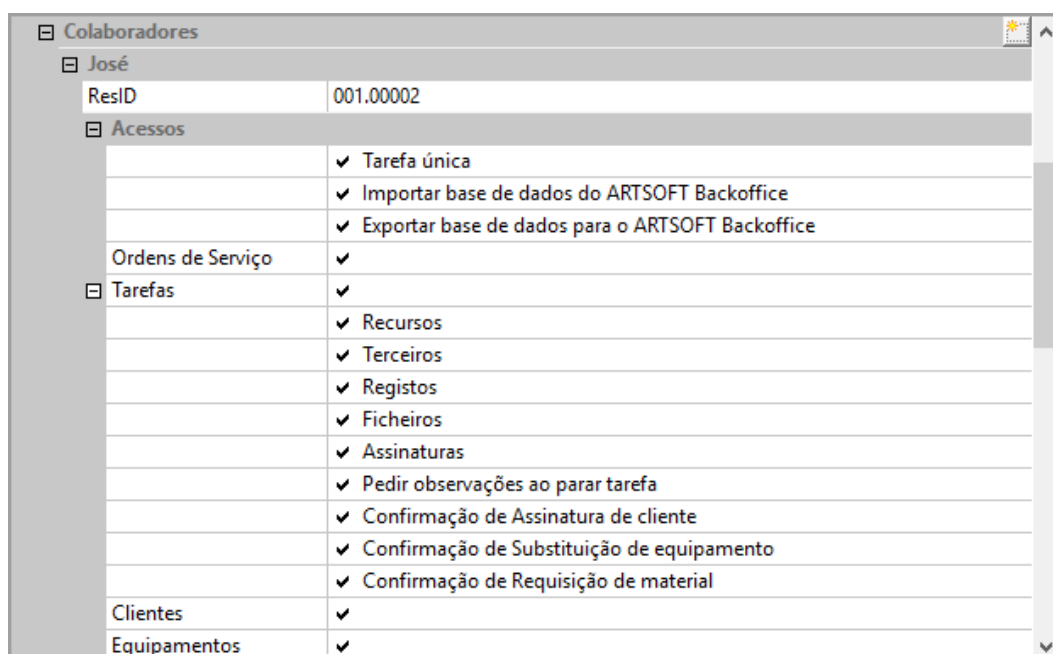 Colaboradores
José
ResID 001.00002
Acessos
Tarefa única
Importar base de dados do ARTSOFT Backoffice
Exportar base de dados para o ARTSOFT Backoffice
Ordens de Serviço
Tarefas
Recursos
Terceiros
Registos
Ficheiros
Assinaturas
Pedir observações ao parar tarefa
Confirmação de Assinatura de cliente
Confirmação de Substituição de equipamento
Confirmação de Requisição de material
Clientes
Equipamentos